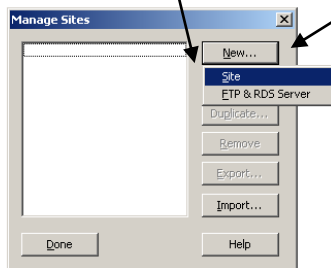 Manage Sites
New...
Site
FTP & RDS Server
Duplicate...
Remove
Export...
Import...
Done
Help